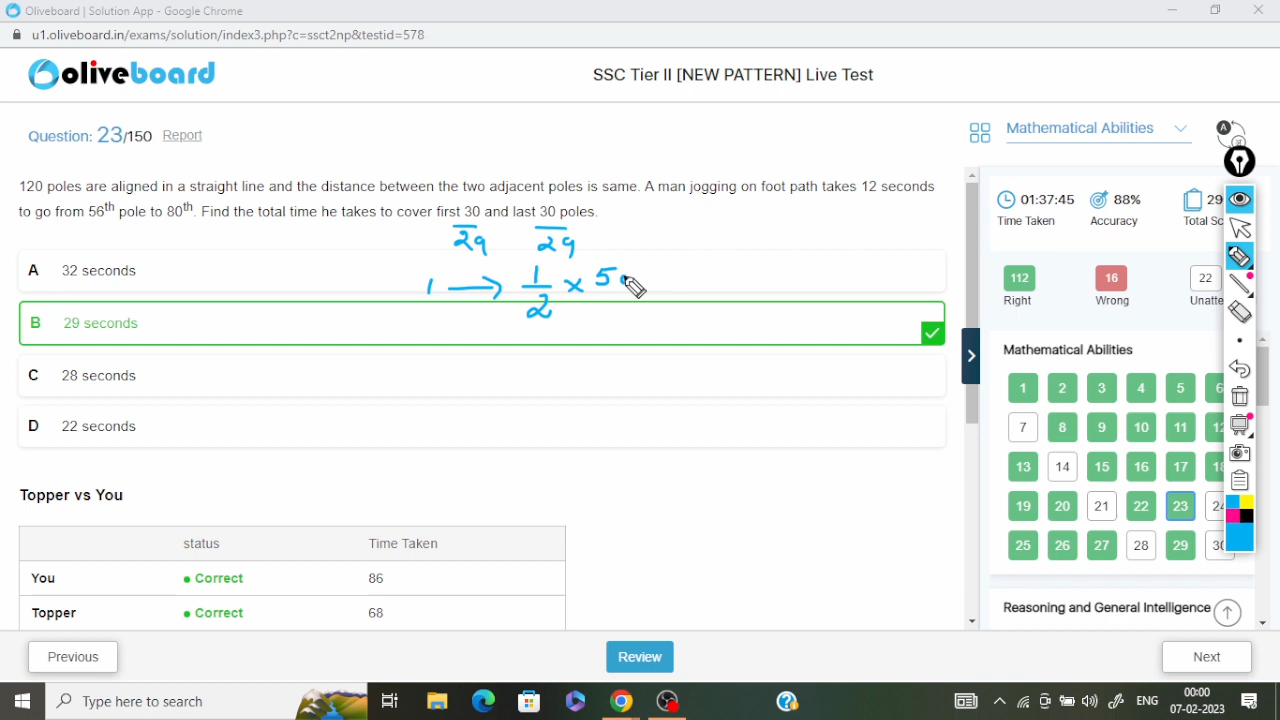 Oliveboard | Solution App - Google Chrome
u1.oliveboard.in/exams/solution/index3.php?c=ssct2np&testid=578
oliveboard
SSC Tier II [NEW PATTERN] Live Test
Question: 23/150 Report
Mathematical Abilities
A
120 poles are aligned in a straight line and the distance between the two adjacent poles is same. A man jogging on foot path takes 12 seconds
to go from 56th pole to 80th. Find the total time he takes to cover first 30 and last 30 poles.
29 29
1 → 1/2 × 5
A 32 seconds
B 29 seconds
C 28 seconds
D 22 seconds
Topper vs You
status Time Taken
You Correct 86
Topper Correct 68
01:37:45 88% 29
Time Taken Accuracy Total Sc
112 16 22
Right Wrong Unatte
Mathematical Abilities
1 2 3 4 5 6
7 8 9 10 11 12
13 14 15 16 17 18
19 20 21 22 23 24
25 26 27 28 29 30
Reasoning and General Intelligence
Previous Review Next
Type here to search
ENG
00:00
07-02-2023